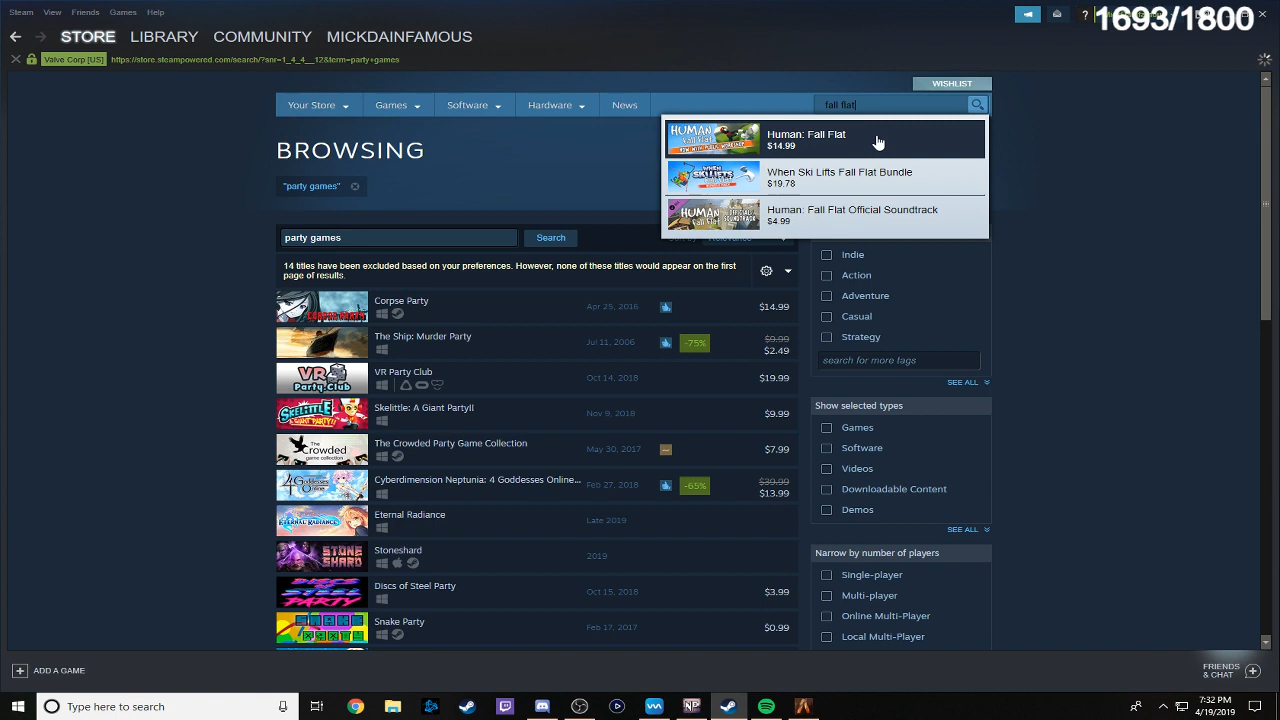 Steam View Friends Games Help
1693/1800
STORE LIBRARY COMMUNITY MICKDAINFAMOUS
Valve Corp [US] https://store.steampowered.com/search/?snr=1_4_4__12&term=party+games
WISHLIST
Your Store Games Software Hardware News fall flat
BROWSING
"party games"
Human: Fall Flat
$14.99
When Ski Lifts Fall Flat Bundle
$19.78
Human: Fall Flat Official Soundtrack
$4.99
party games Search Sort by Relevance
14 titles have been excluded based on your preferences. However, none of these titles would appear on the first
page of results.
Corpse Party Apr 25, 2016 $14.99
The Ship: Murder Party Jul 11, 2006 -75% $9.99
$2.49
VR Party Club Oct 14, 2018 $19.99
Skelittle: A Giant Party!! Nov 9, 2018 $9.99
The Crowded Party Game Collection May 30, 2017 $7.99
Cyberdimension Neptunia: 4 Goddesses Online... Feb 27, 2018 -65% $39.99
$13.99
Eternal Radiance Late 2019
Stoneshard 2019
Discs of Steel Party Oct 15, 2018 $3.99
Snake Party Feb 17, 2017 $0.99
Indie
Action
Adventure
Casual
Strategy
search for more tags
SEE ALL
Show selected types
Games
Software
Videos
Downloadable Content
Demos
SEE ALL
Narrow by number of players
Single-player
Multi-player
Online Multi-Player
Local Multi-Player
ADD A GAME
FRIENDS
& CHAT
Type here to search
7:32 PM
4/19/2019